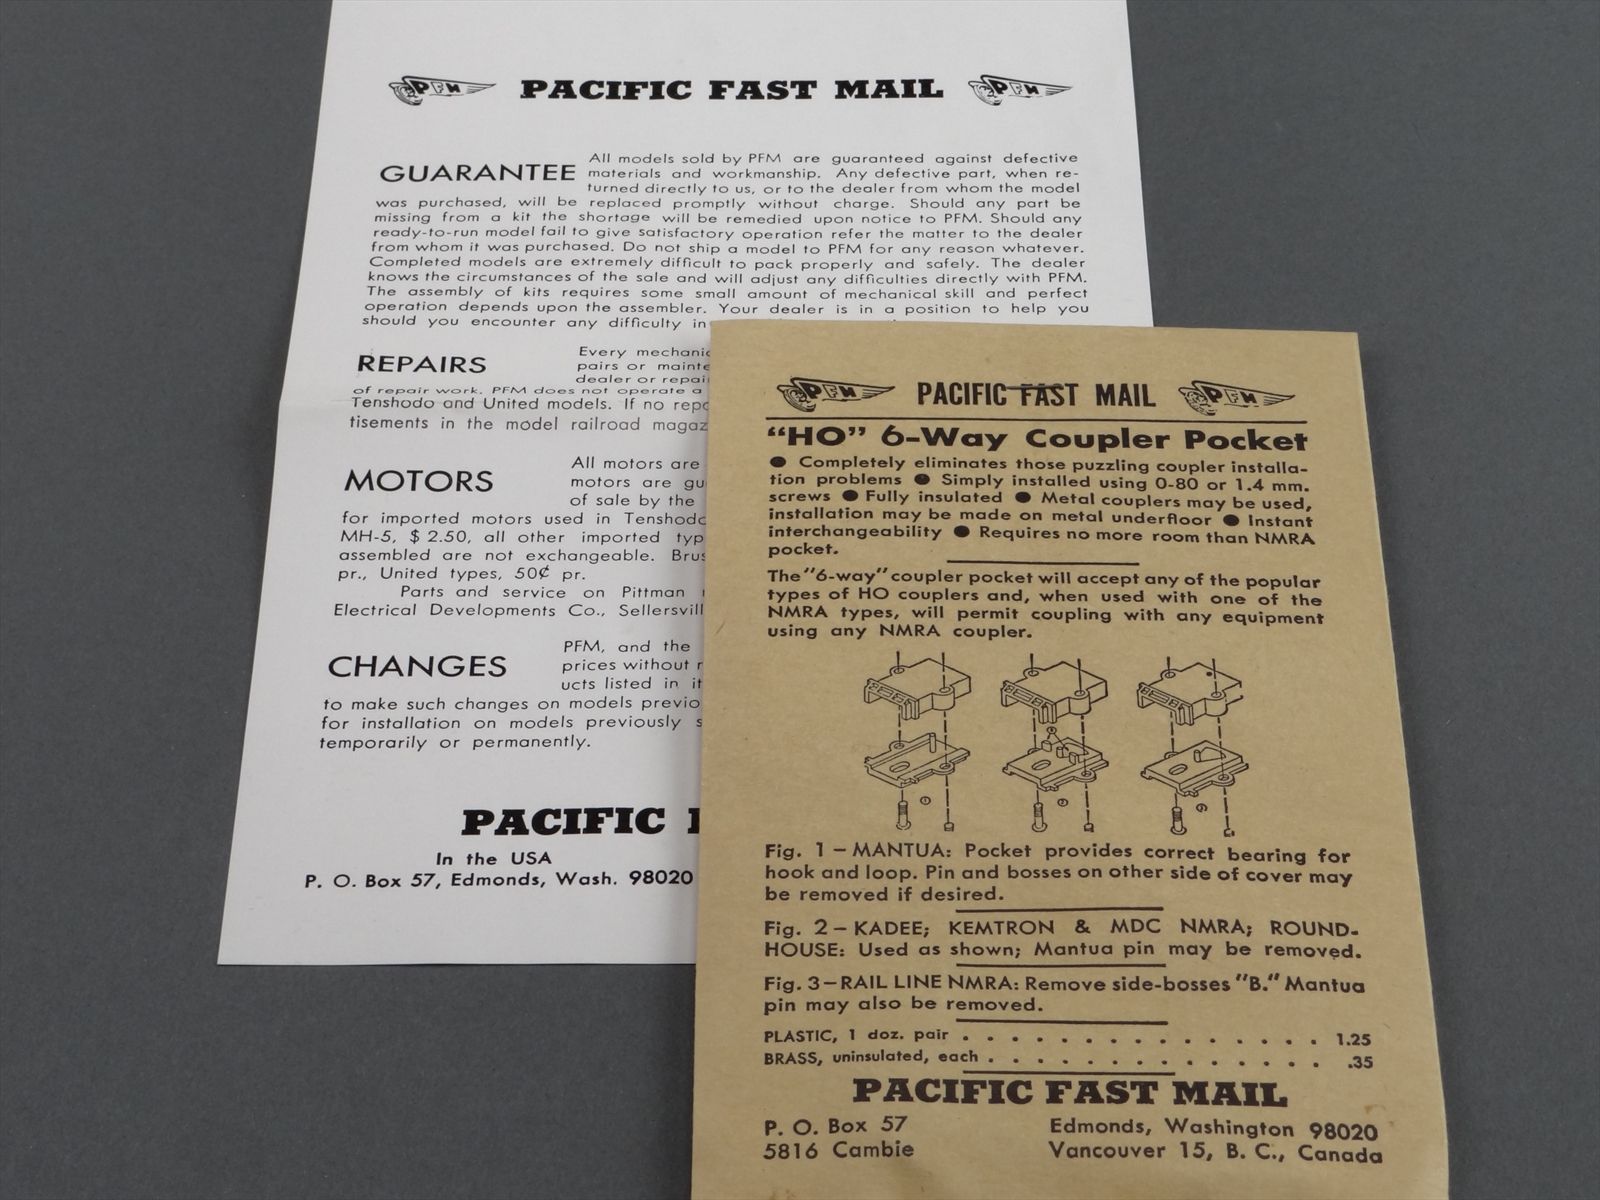 PFM PACIFIC FAST MAIL PFM
GUARANTEE All models sold by PFM are guaranteed against defective
materials and workmanship. Any defective part, when re-
turned directly to us, or to the dealer from whom the model
was purchased, will be replaced promptly without charge. Should any part be
missing from a kit the shortage will be remedied upon notice to PFM. Should any
ready-to-run model fail to give satisfactory operation refer the matter to the dealer
from whom it was purchased. Do not ship a model to PFM for any reason whatever.
Completed models are extremely difficult to pack properly and safely. The dealer
knows the circumstances of the sale and will adjust any difficulties directly with PFM.
The assembly of kits requires some small amount of mechanical skill and perfect
operation depends upon the assembler. Your dealer is in a position to help you
should you encounter any difficulty in
REPAIRS Every mechanic
pairs or mainte
dealer or repai
of repair work. PFM does not operate a
Tenshodo and United models. If no repa
tisements in the model railroad magaz
MOTORS All motors are
motors are gu
of sale by the
for imported motors used in Tenshodo
MH-5, $2.50, all other imported typ
assembled are not exchangeable. Brus
pr., United types, 50¢ pr.
Parts and service on Pittman
Electrical Developments Co., Sellersvill
CHANGES PFM, and the
prices without
ucts listed in it
to make such changes on models previo
for installation on models previously s
temporarily or permanently.
PACIFIC
In the USA
P. O. Box 57, Edmonds, Wash. 98020
PFM PACIFIC FAST MAIL PFM
"HO" 6-Way Coupler Pocket
● Completely eliminates those puzzling coupler installa-
tion problems ● Simply installed using 0-80 or 1.4 mm.
screws ● Fully insulated ● Metal couplers may be used,
installation may be made on metal underfloor ● Instant
interchangeability ● Requires no more room than NMRA
pocket.
The "6-way" coupler pocket will accept any of the popular
types of HO couplers and, when used with one of the
NMRA types, will permit coupling with any equipment
using any NMRA coupler.
Fig. 1 – MANTUA: Pocket provides correct bearing for
hook and loop. Pin and bosses on other side of cover may
be removed if desired.
Fig. 2 – KADEE; KEMTRON & MDC NMRA; ROUND-
HOUSE: Used as shown; Mantua pin may be removed.
Fig. 3 – RAIL LINE NMRA: Remove side-bosses "B." Mantua
pin may also be removed.
PLASTIC, 1 doz. pair . . . . . . . . . . . . . . . 1.25
BRASS, uninsulated, each . . . . . . . . . . . . . .35
PACIFIC FAST MAIL
P. O. Box 57 Edmonds, Washington 98020
5816 Cambie Vancouver 15, B. C., Canada